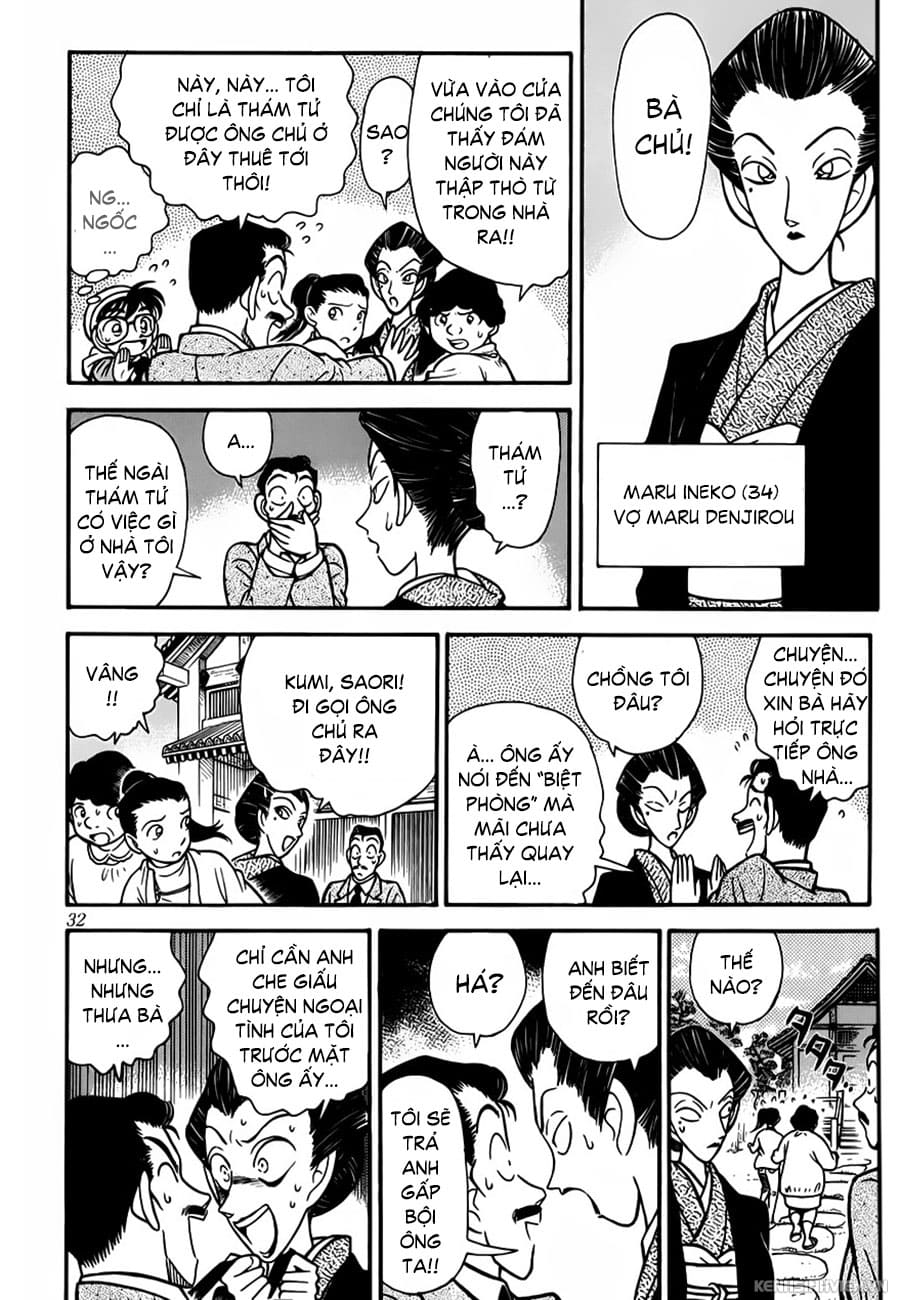 BÀ
CHỦ!
MARU INEKO (34)
VỢ MARU DENJIROU
VỪA VÀO CỬA
CHÚNG TÔI ĐÃ
THẤY ĐÁM
NGƯỜI NÀY
THẬP THÒ TỪ
TRONG NHÀ
RA!!
SAO
?
NÀY, NÀY... TÔI
CHỈ LÀ THÁM TỬ
ĐƯỢC ÔNG CHỦ Ở
ĐÂY THUÊ TỚI
THÔI!
NG...
NGỐC
...
THÁM
TỬ
...?
A...
THẾ NGÀI
THÁM TỬ
CÓ VIỆC GÌ
Ở NHÀ TÔI
VẬY?
CHUYỆN...
CHUYỆN ĐÓ
XIN BÀ HÃY
HỎI TRỰC
TIẾP ÔNG
NHÀ...
CHỒNG TÔI
ĐÂU?
À... ÔNG ẤY
NÓI ĐẾN "BIỆT
PHÒNG" MÀ
MÃI CHƯA
THẤY QUAY
LẠI...
KUMI, SAORI!
ĐI GỌI ÔNG
CHỦ RA
ĐÂY!!
VÂNG
!!
32
THẾ
NÀO?
タタタ
ANH BIẾT
ĐẾN ĐÂU
RỒI?
HÁ?
TÔI SẼ
TRẢ ANH
GẤP BỘI
ÔNG
TA!!
CHỈ CẦN ANH
CHE GIẤU
CHUYỆN NGOẠI
TÌNH CỦA TÔI
TRƯỚC MẶT
ÔNG ẤY...
NHƯNG...
NHƯNG
THƯA BÀ
...